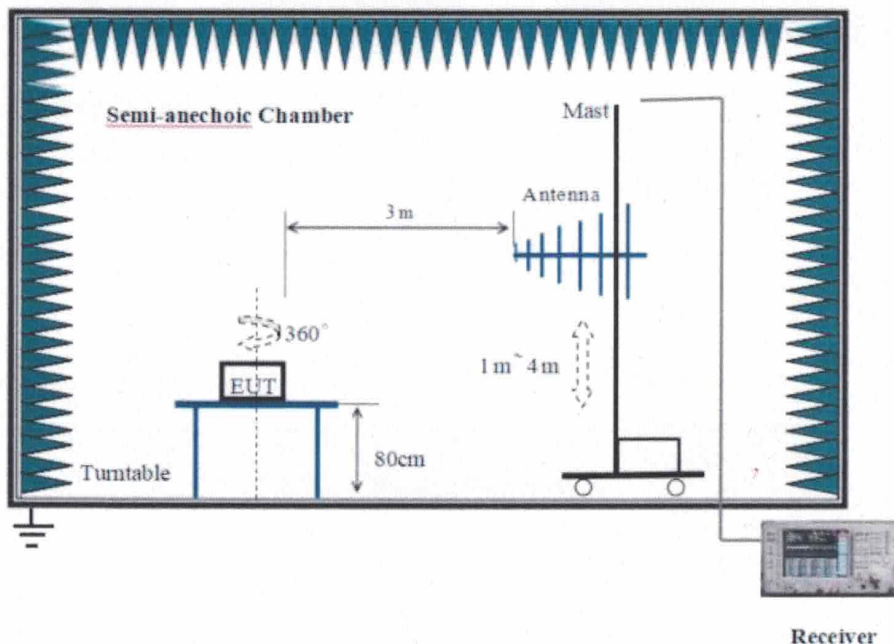 Semi-anechoic Chamber
Mast
Antenna
3 m
360°
1 m ~ 4 m
EUT
80cm
Turntable
Receiver